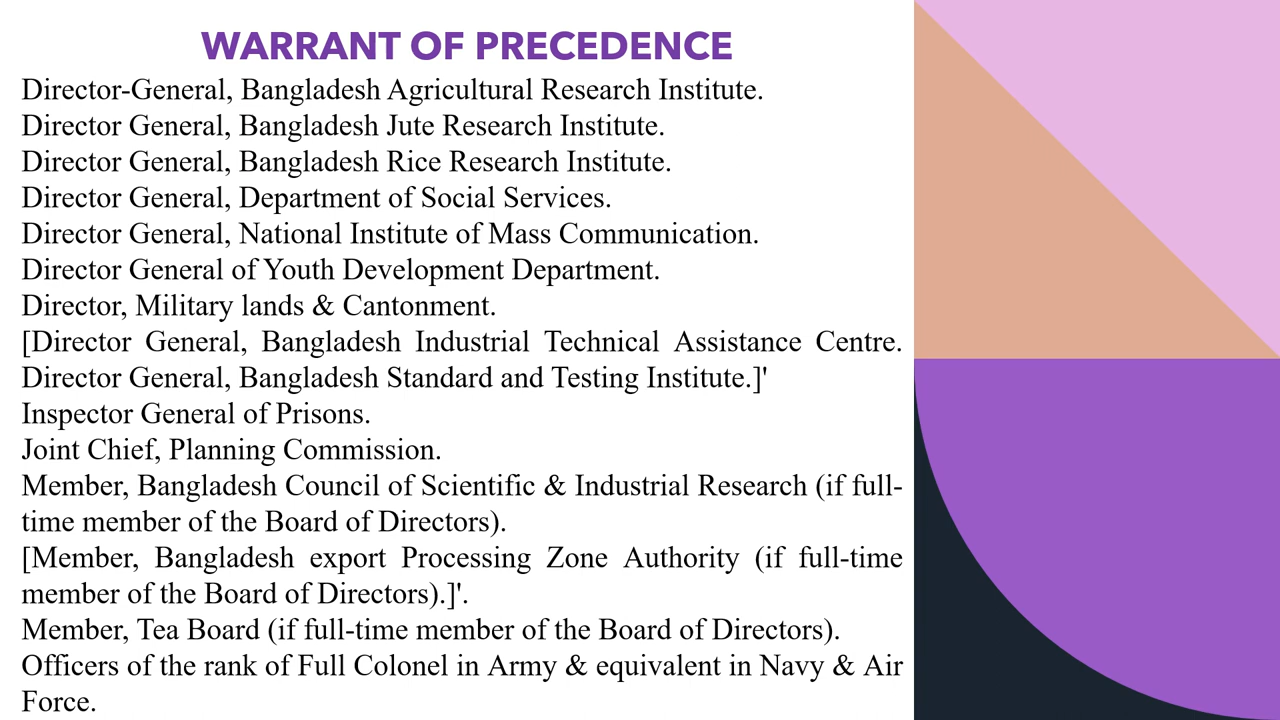 WARRANT OF PRECEDENCE
Director-General, Bangladesh Agricultural Research Institute.
Director General, Bangladesh Jute Research Institute.
Director General, Bangladesh Rice Research Institute.
Director General, Department of Social Services.
Director General, National Institute of Mass Communication.
Director General of Youth Development Department.
Director, Military lands & Cantonment.
[Director General, Bangladesh Industrial Technical Assistance Centre.
Director General, Bangladesh Standard and Testing Institute.]'
Inspector General of Prisons.
Joint Chief, Planning Commission.
Member, Bangladesh Council of Scientific & Industrial Research (if full-
time member of the Board of Directors).
[Member, Bangladesh export Processing Zone Authority (if full-time
member of the Board of Directors).]'.
Member, Tea Board (if full-time member of the Board of Directors).
Officers of the rank of Full Colonel in Army & equivalent in Navy & Air
Force.